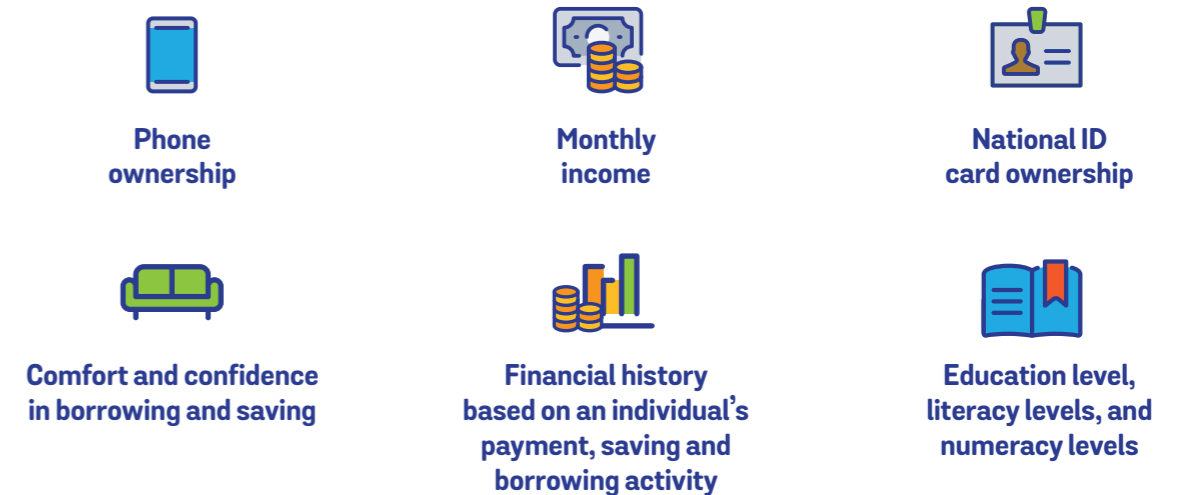 Phone
ownership
Monthly
income
National ID
card ownership
Comfort and confidence
in borrowing and saving
Financial history
based on an individual’s
payment, saving and
borrowing activity
Education level,
literacy levels, and
numeracy levels